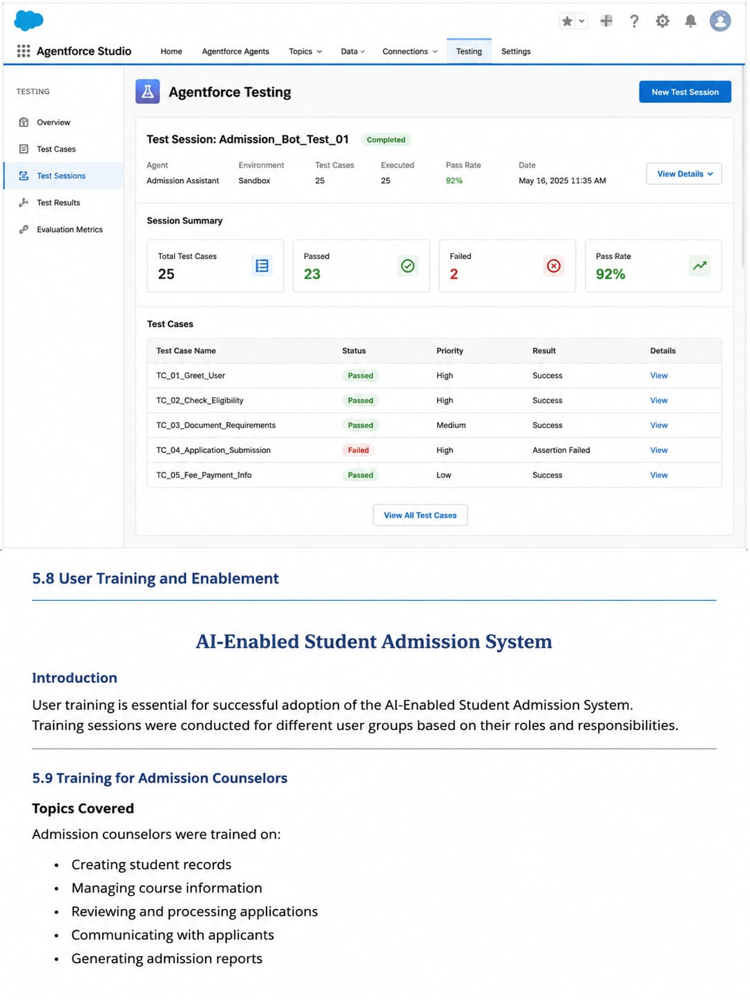 Agentforce Studio
Home
Agentforce Agents
Topics
Data
Connections
Testing
Settings
TESTING
Overview
Test Cases
Test Sessions
Test Results
Evaluation Metrics
Agentforce Testing
New Test Session
Test Session: Admission_Bot_Test_01 Completed
Agent Environment Test Cases Executed Pass Rate Date
Admission Assistant Sandbox 25 25 92% May 16, 2025 11:35 AM
View Details
Session Summary
Total Test Cases
25
Passed
23
Failed
2
Pass Rate
92%
Test Cases
Test Case Name Status Priority Result Details
TC_01_Greet_User Passed High Success View
TC_02_Check_Eligibility Passed High Success View
TC_03_Document_Requirements Passed Medium Success View
TC_04_Application_Submission Failed High Assertion Failed View
TC_05_Fee_Payment_Info Passed Low Success View
View All Test Cases
5.8 User Training and Enablement
AI-Enabled Student Admission System
Introduction
User training is essential for successful adoption of the AI-Enabled Student Admission System.
Training sessions were conducted for different user groups based on their roles and responsibilities.
5.9 Training for Admission Counselors
Topics Covered
Admission counselors were trained on:
• Creating student records
• Managing course information
• Reviewing and processing applications
• Communicating with applicants
• Generating admission reports